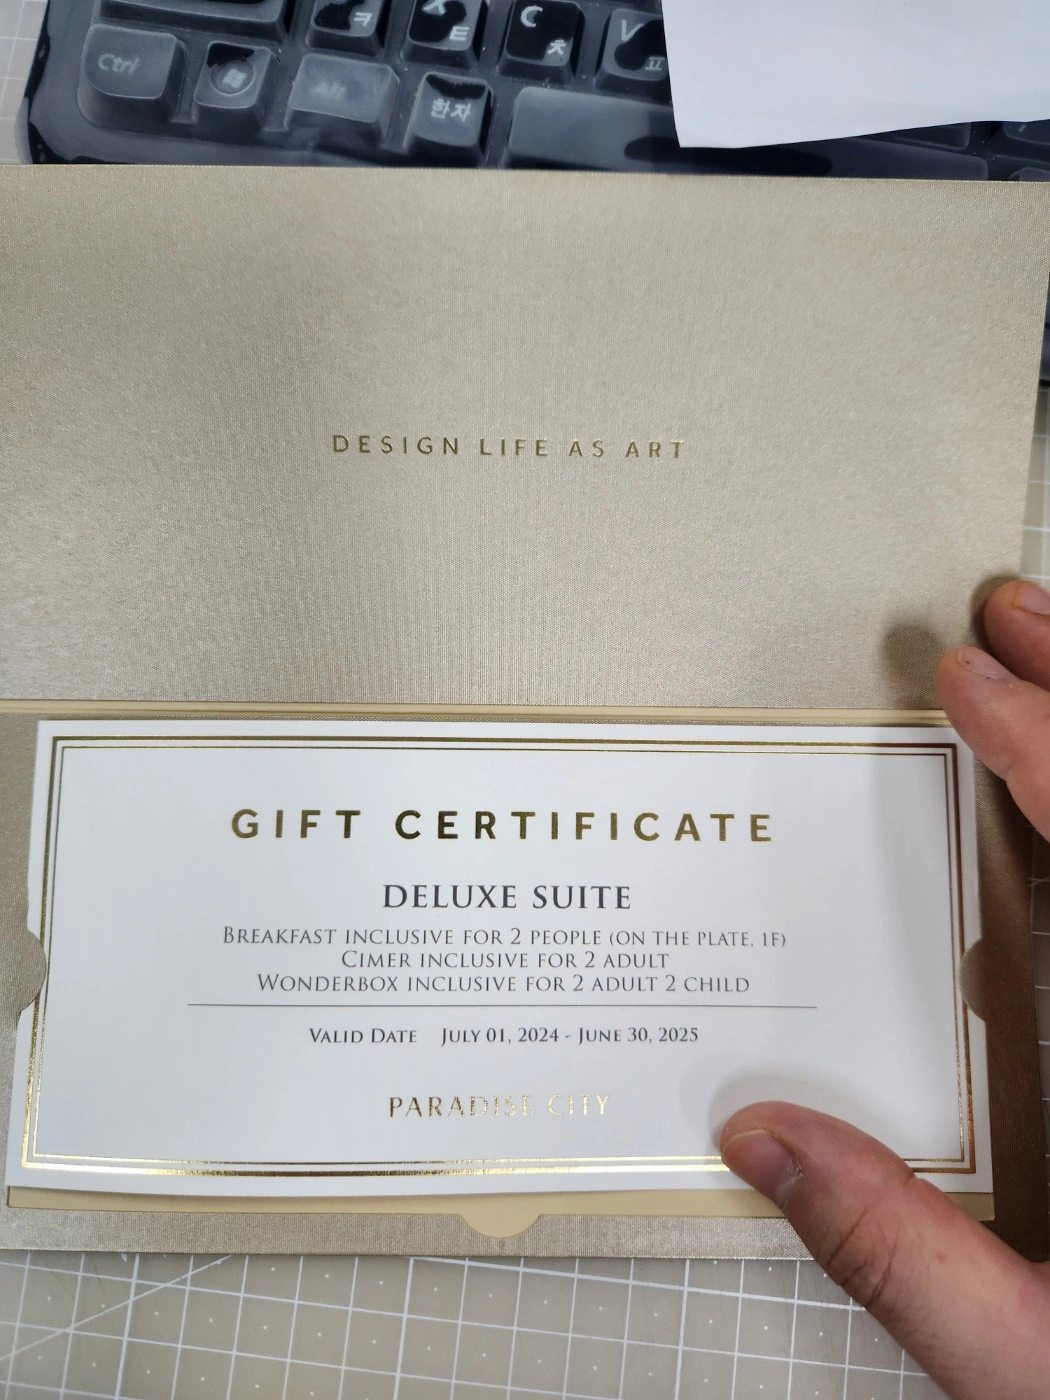 ㅋ
X ㅌ
C ㅊ
V ㅍ
Ctrl
Alt
한자
DESIGN LIFE AS ART
GIFT CERTIFICATE
DELUXE SUITE
BREAKFAST INCLUSIVE FOR 2 PEOPLE (ON THE PLATE, 1F)
CIMER INCLUSIVE FOR 2 ADULT
WONDERBOX INCLUSIVE FOR 2 ADULT 2 CHILD
VALID DATE JULY 01, 2024 - JUNE 30, 2025
PARADISE CITY